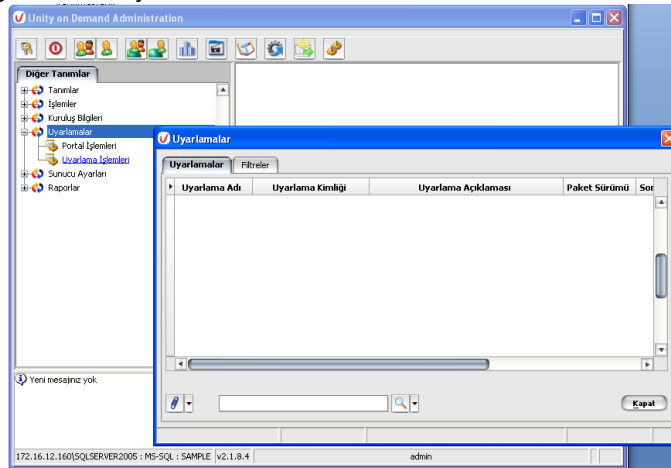 Unity on Demand Administration
Diğer Tanımlar
Tanımlar
İşlemler
Kuruluş Bilgileri
Uyarlamalar
Portal İşlemleri
Uyarlama İşlemleri
Sunucu Ayarları
Raporlar
Uyarlamalar
Uyarlamalar Filtreler
Uyarlama Adı Uyarlama Kimliği Uyarlama Açıklaması Paket Sürümü Sor
Yeni mesajınız yok
Kapat
172.16.12.160\SQLSERVER2005 : MS-SQL : SAMPLE v2.1.8.4 admin